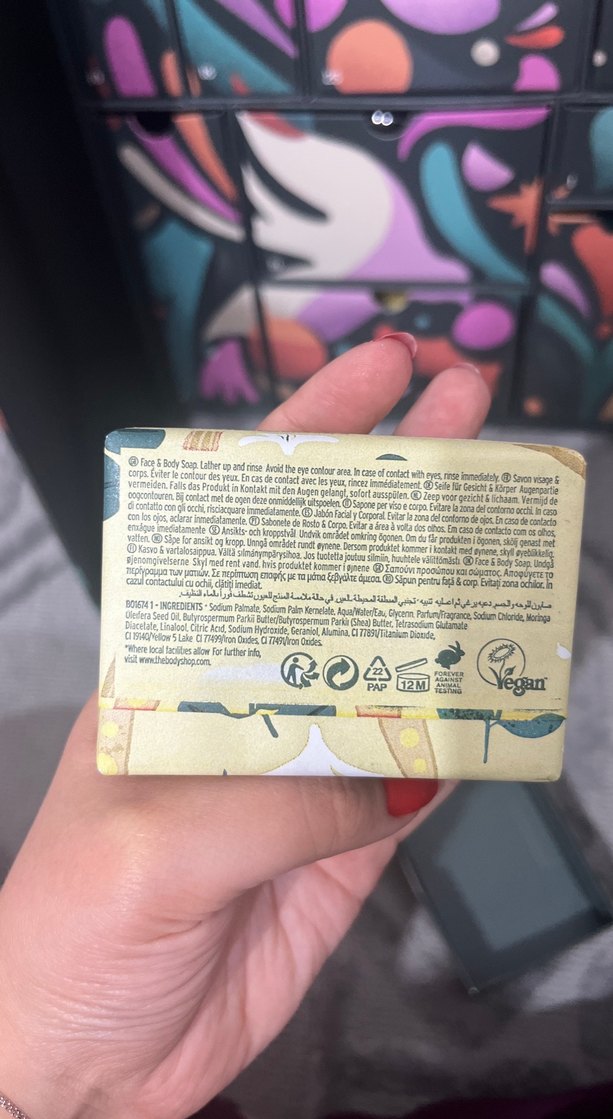 GB Face & Body Soap. Lather up and rinse Avoid the eye contour area. In case of contact with eyes, rinse immediately. FR Savon visage &
corps. Éviter le contour des yeux. En cas de contact avec les yeux, rincez immédiatement. DE Seife für Gesicht & Körper Augenpartie
vermeiden. Falls das Produkt in Kontakt mit den Augen gelangt, sofort ausspülen. NL Zeep voor gezicht & lichaam. Vermijd de
oogcontouren. Bij contact met de ogen deze onmiddellijk uitspoelen. IT Sapone per viso e corpo. Evitare la zona del contorno occhi. In caso
di contatto con gli occhi, risciacquare immediatamente. ES Jabón Facial y Corporal. Evitar la zona del contorno de ojos. En caso de contacto
con los ojos, aclarar inmediatamente. PT Sabonete de Rosto & Corpo. Evitar a área à volta dos olhos. Em caso de contacto com os olhos,
enxágue imediatamente SE Ansikts- och kroppstvål Undvik området omkring ögonen. Om du får produkten i ögonen, skölj genast med
vatten. NO Såpe for ansikt og kropp. Unngå området rundt øynene. Dersom produktet kommer i kontakt med øynene, skyll øyeblikkelig.
FI Kasvo & vartalosaippua. Vältä silmänympärysihoa. Jos tuotetta joutuu silmiin, huuhtele välittömästi. DK Face & Body Soap. Undgå
øjenomgivelserne Skyl med rent vand, hvis produktet kommer i øjnene GR Σαπούνι προσώπου και σώματος. Αποφύγετε το
περίγραμμα των ματιών. Σε περίπτωση επαφής με τα μάτια ξεβγάλτε άμεσα. RO Săpun pentru față & corp. Evitați zona ochilor. în
cazul contactului cu ochii, clătiți imediat.
B01674 1 - INGREDIENTS * Sodium Palmate, Sodium Palm Kernelate, Aqua/Water/Eau, Glycerin, Parfum/Fragrance, Sodium Chloride, Moringa
Oleifera Seed Oil, Butyrospermum Parkii Butter/Butyrospermum Parkii (Shea) Butter, Tetrasodium Glutamate
Diacetate, Linalool, Citric Acid, Sodium Hydroxide, Geraniol, Alumina, CI 77891/Titanium Dioxide,
CI 19140/Yellow 5 Lake CI 77499/Iron Oxides, CI 77491/Iron Oxides.
*Where local facilities allow For further info,
visit www.thebodyshop.com.
22
PAP
12M
FOREVER
AGAINST
ANIMAL
TESTING
Vegan